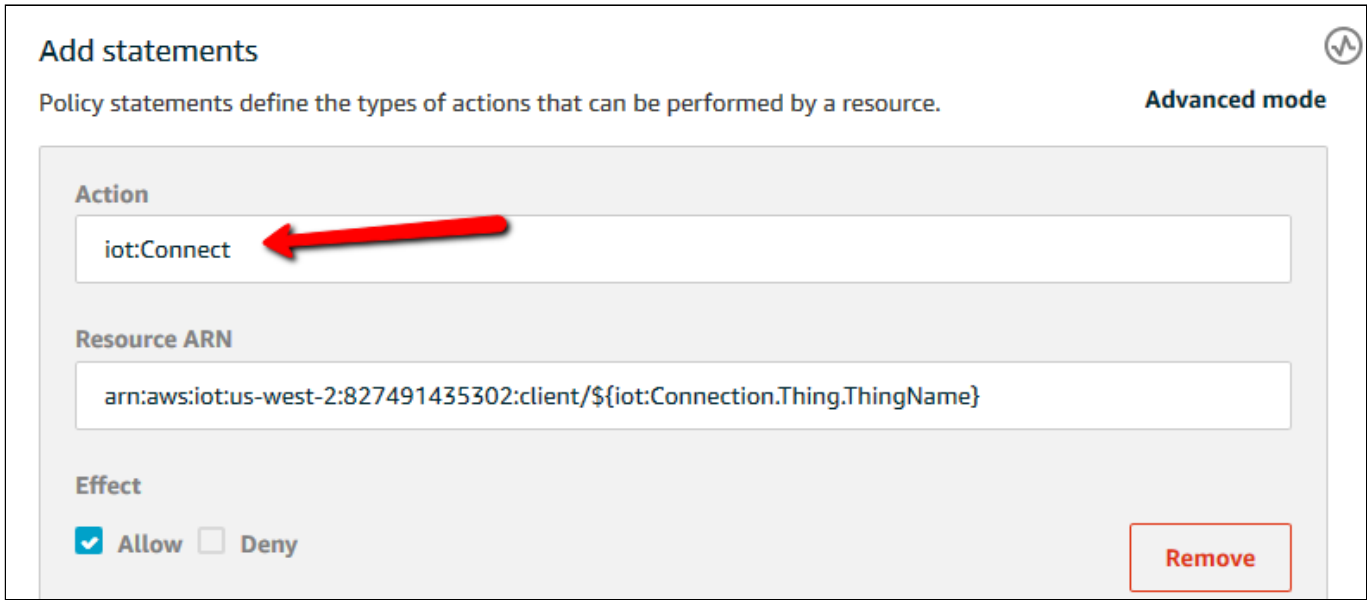 Add statements
Policy statements define the types of actions that can be performed by a resource.
Advanced mode
Action
iot:Connect
Resource ARN
arn:aws:iot:us-west-2:827491435302:client/${iot:Connection.Thing.ThingName}
Effect
Allow Deny
Remove